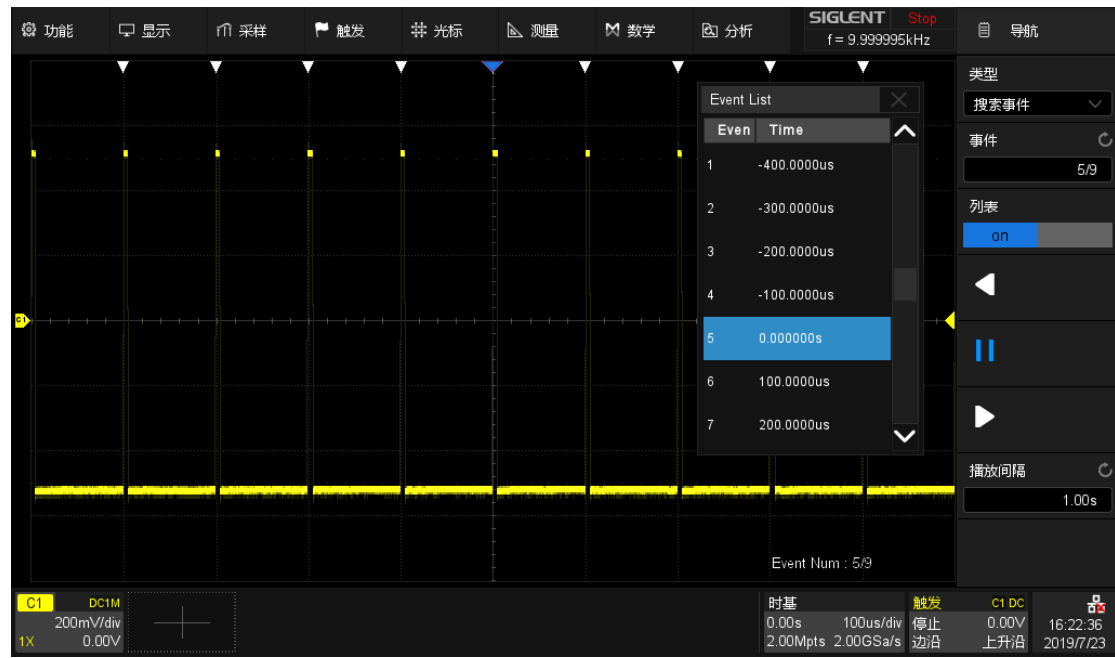 功能 显示 采样 触发 光标 测量 数学 分析
SIGLENT Stop
f = 9.999995kHz
导航
类型
搜索事件
事件
5/9
列表
on
播放间隔
1.00s
Event List
Even Time
1 -400.0000us
2 -300.0000us
3 -200.0000us
4 -100.0000us
5 0.000000s
6 100.0000us
7 200.0000us
C1
Event Num : 5/9
C1 DC1M
200mV/div
1X 0.00V
时基
0.00s 100us/div
2.00Mpts 2.00GSa/s
触发 C1 DC
停止 0.00V
边沿 上升沿
16:22:36
2019/7/23